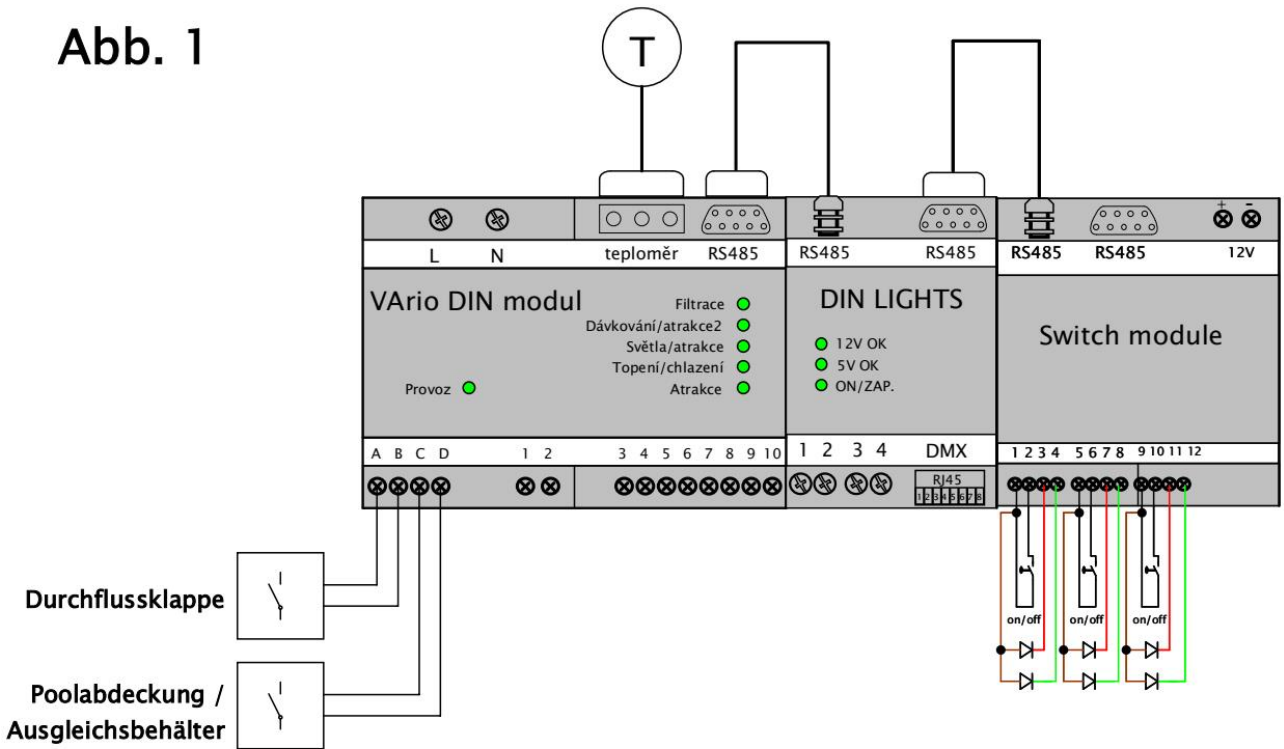 Abb. 1
T
L N teploměr RS485 RS485 RS485 RS485 RS485 12V
+ -
VArio DIN modul
Filtrace
Dávkování/atrakce2
Světla/atrakce
Topení/chlazení
Atrakce
Provoz
DIN LIGHTS
12V OK
5V OK
ON/ZAP.
Switch module
A B C D 1 2 3 4 5 6 7 8 9 10
1 2 3 4 DMX
RJ45
1 2 3 4 5 6 7 8
1 2 3 4 5 6 7 8 9 10 11 12
on/off on/off on/off
Durchflussklappe
Poolabdeckung /
Ausgleichsbehälter